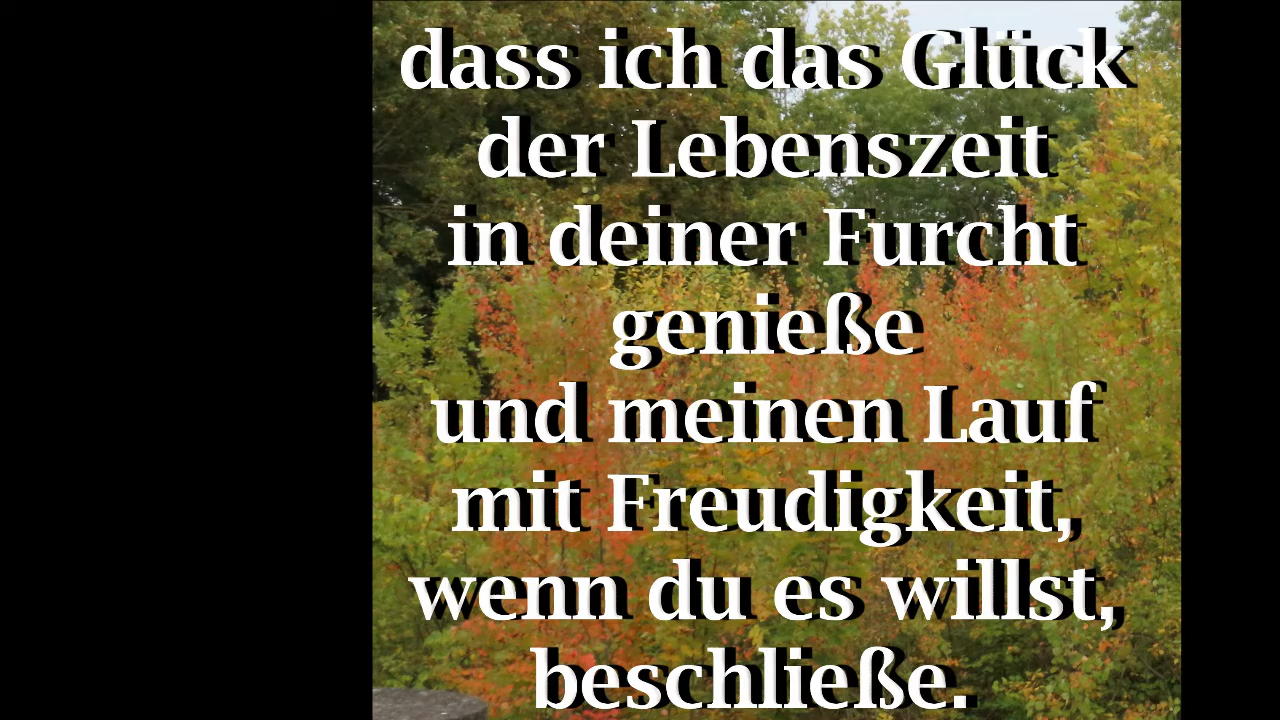 dass ich das Glück
der Lebenszeit
in deiner Furcht
genieße
und meinen Lauf
mit Freudigkeit,
wenn du es willst,
beschließe.